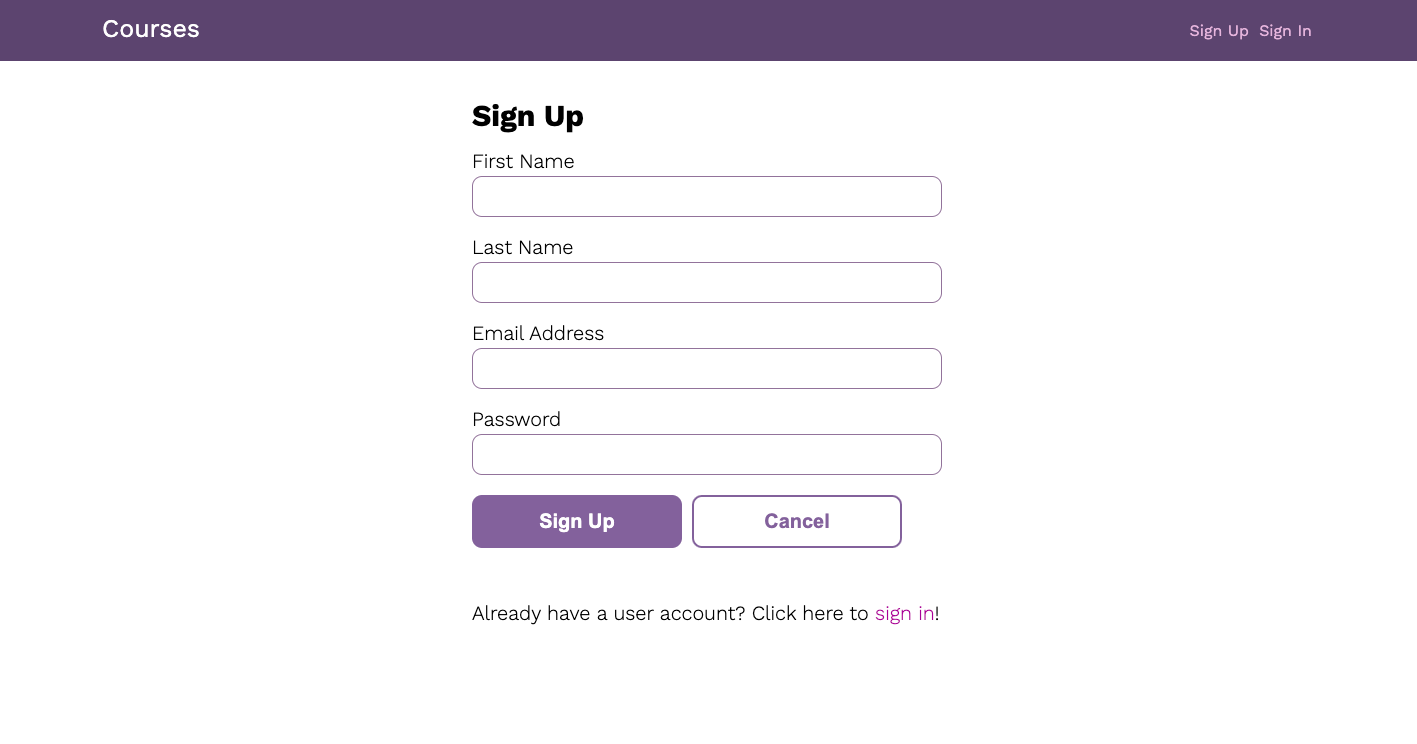 Courses
Sign Up Sign In
Sign Up
First Name
Last Name
Email Address
Password
Sign Up
Cancel
Already have a user account? Click here to sign in!